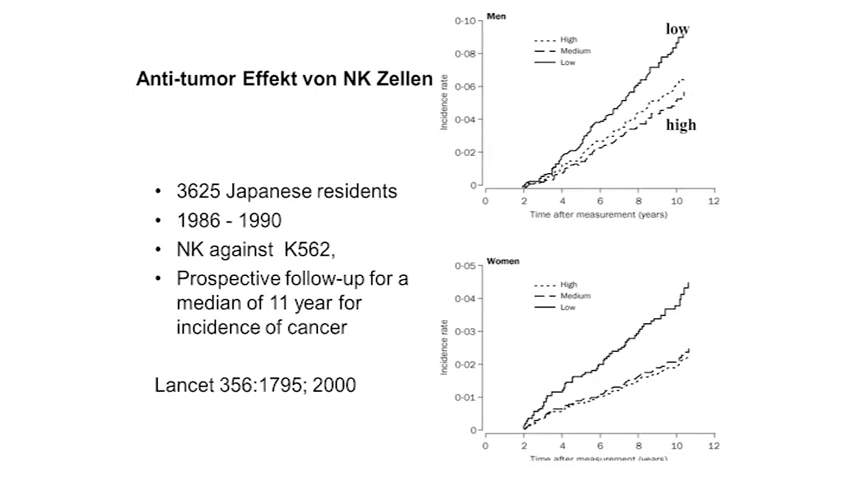 Anti-tumor Effekt von NK Zellen
• 3625 Japanese residents
• 1986 - 1990
• NK against K562,
• Prospective follow-up for a
median of 11 year for
incidence of cancer
Lancet 356:1795; 2000
Men
low
high
High
Medium
Low
Incidence rate
0·10
0·08
0·06
0·04
0·02
0
0 2 4 6 8 10 12
Time after measurement (years)
Women
High
Medium
Low
Incidence rate
0·05
0·04
0·03
0·02
0·01
0
0 2 4 6 8 10 12
Time after measurement (years)